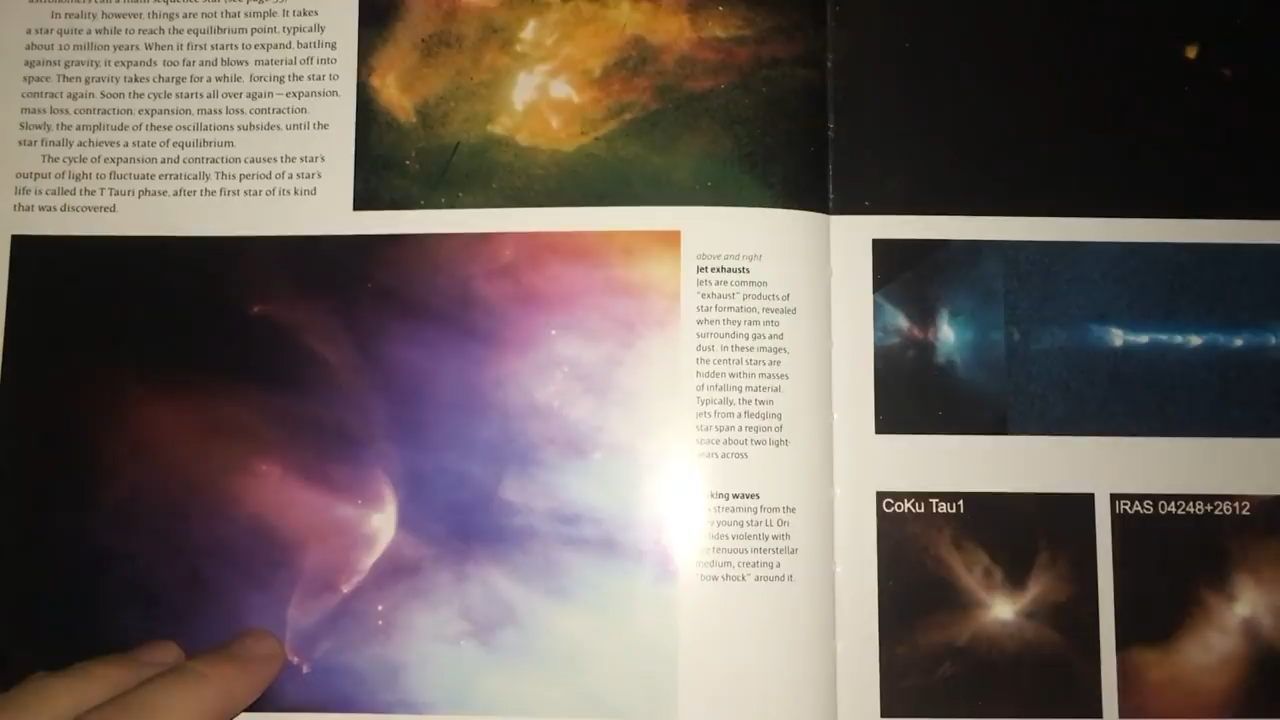 In reality, however, things are not that simple. It takes
a star quite a while to reach the equilibrium point, typically
about 10 million years. When it first starts to expand, battling
against gravity, it expands too far and blows material off into
space. Then gravity takes charge for a while, forcing the star to
contract again. Soon the cycle starts all over again – expansion,
mass loss, contraction, expansion, mass loss, contraction.
Slowly, the amplitude of these oscillations subsides, until the
star finally achieves a state of equilibrium.
The cycle of expansion and contraction causes the star's
output of light to fluctuate erratically. This period of a star's
life is called the T Tauri phase, after the first star of its kind
that was discovered.
above and right
Jet exhausts
Jets are common
"exhaust" products of
star formation, revealed
when they ram into
surrounding gas and
dust. In these images,
the central stars are
hidden within masses
of infalling material.
Typically, the twin
jets from a fledgling
star span a region of
space about two light-
across
waves
streaming from the
young star LL Ori
violently with
tenuous interstellar
medium, creating a
"bow shock" around it.
CoKu Tau1
IRAS 04248+2612